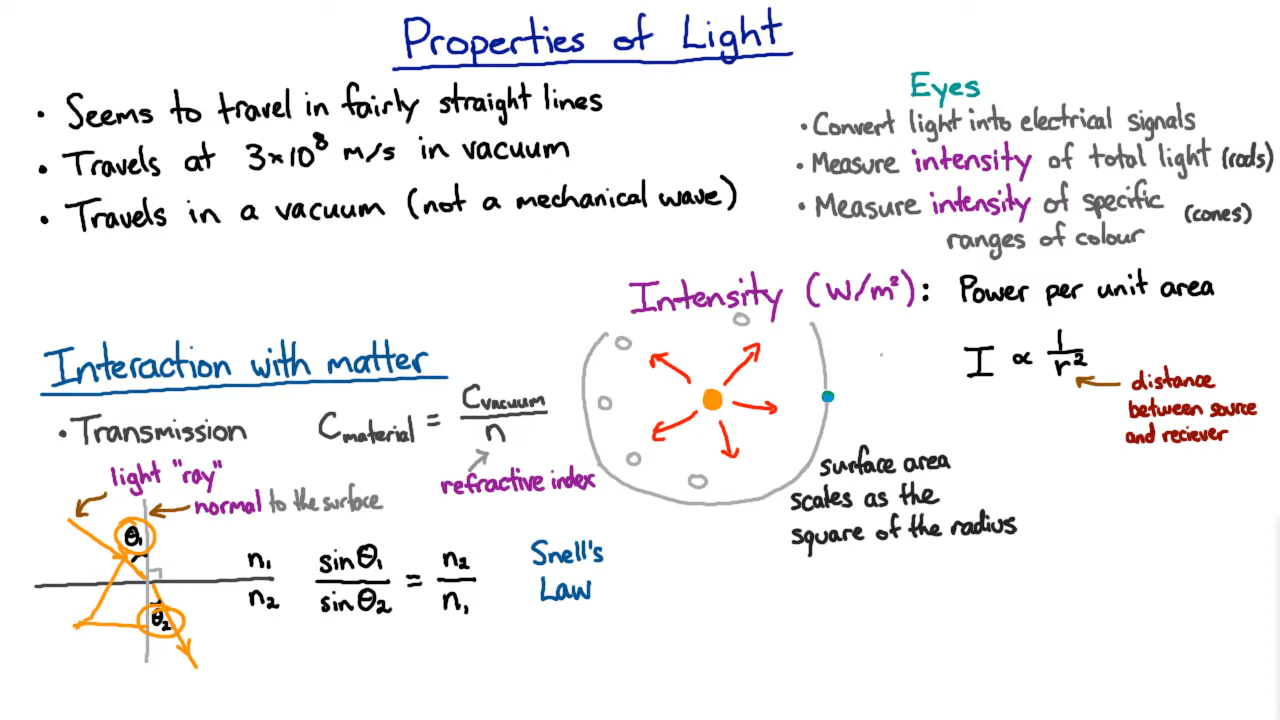 Properties of Light
• Seems to travel in fairly straight lines
• Travels at 3×10⁸ m/s in vacuum
• Travels in a vacuum (not a mechanical wave)
Eyes
• Convert light into electrical signals
• Measure intensity of total light (rods)
• Measure intensity of specific (cones)
ranges of colour
Intensity (W/m²): Power per unit area
I ∝ 1/r²
distance
between source
and reciever
surface area
scales as the
square of the radius
Interaction with matter
• Transmission
C material = C vacuum / n
refractive index
light "ray"
normal to the surface
θ₁
θ₂
n₁
n₂
sinθ₁ / sinθ₂ = n₂ / n₁
Snell's
Law